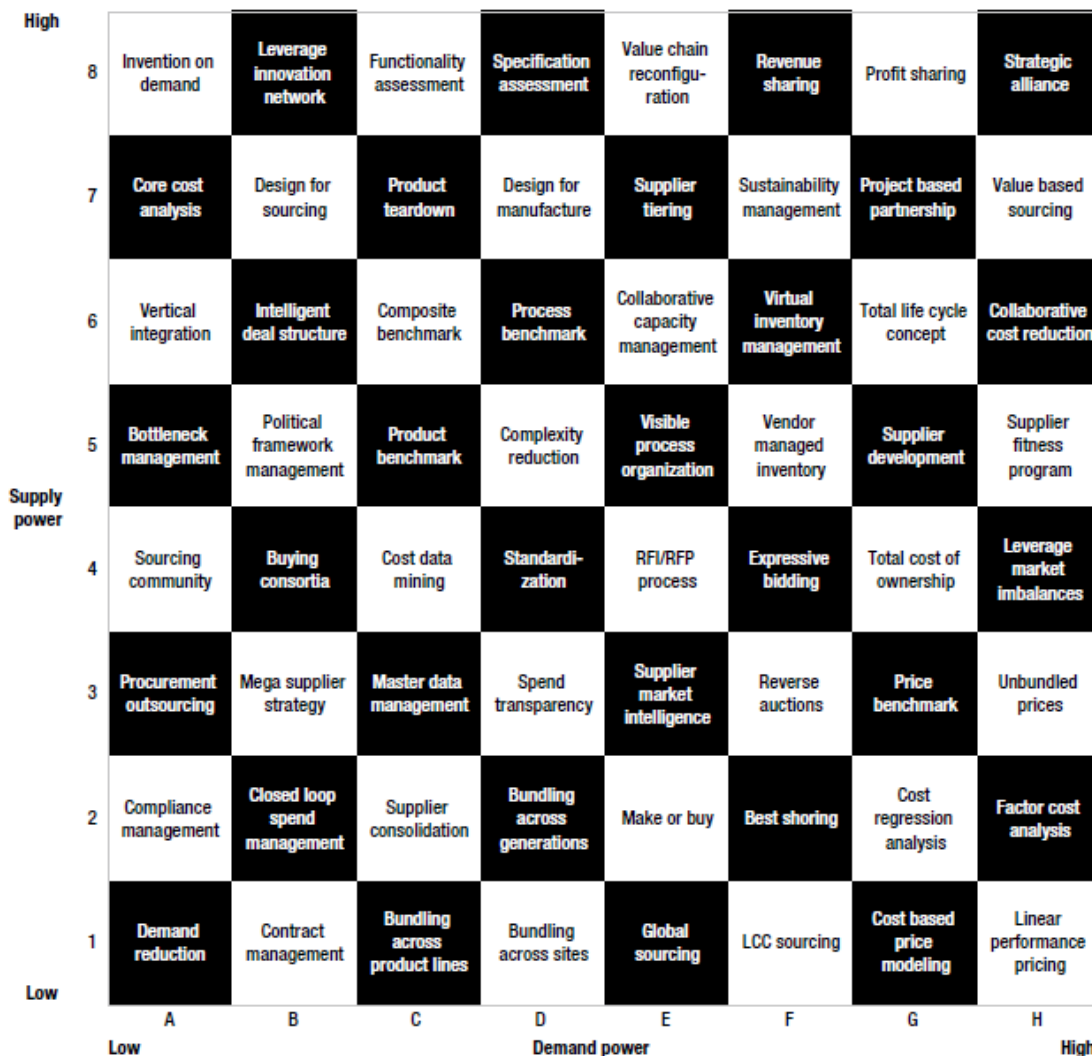 High
8
Invention on
demand
Leverage
innovation
network
Functionality
assessment
Specification
assessment
Value chain
reconfigu-
ration
Revenue
sharing
Profit sharing
Strategic
alliance
7
Core cost
analysis
Design for
sourcing
Product
teardown
Design for
manufacture
Supplier
tiering
Sustainability
management
Project based
partnership
Value based
sourcing
6
Vertical
integration
Intelligent
deal structure
Composite
benchmark
Process
benchmark
Collaborative
capacity
management
Virtual
inventory
management
Total life cycle
concept
Collaborative
cost reduction
5
Bottleneck
management
Political
framework
management
Product
benchmark
Complexity
reduction
Visible
process
organization
Vendor
managed
inventory
Supplier
development
Supplier
fitness
program
Supply
power
4
Sourcing
community
Buying
consortia
Cost data
mining
Standardi-
zation
RFI/RFP
process
Expressive
bidding
Total cost of
ownership
Leverage
market
imbalances
3
Procurement
outsourcing
Mega supplier
strategy
Master data
management
Spend
transparency
Supplier
market
intelligence
Reverse
auctions
Price
benchmark
Unbundled
prices
2
Compliance
management
Closed loop
spend
management
Supplier
consolidation
Bundling
across
generations
Make or buy
Best shoring
Cost
regression
analysis
Factor cost
analysis
1
Demand
reduction
Contract
management
Bundling
across
product lines
Bundling
across sites
Global
sourcing
LCC sourcing
Cost based
price
modeling
Linear
performance
pricing
Low
A B C D E F G H
Low Demand power High